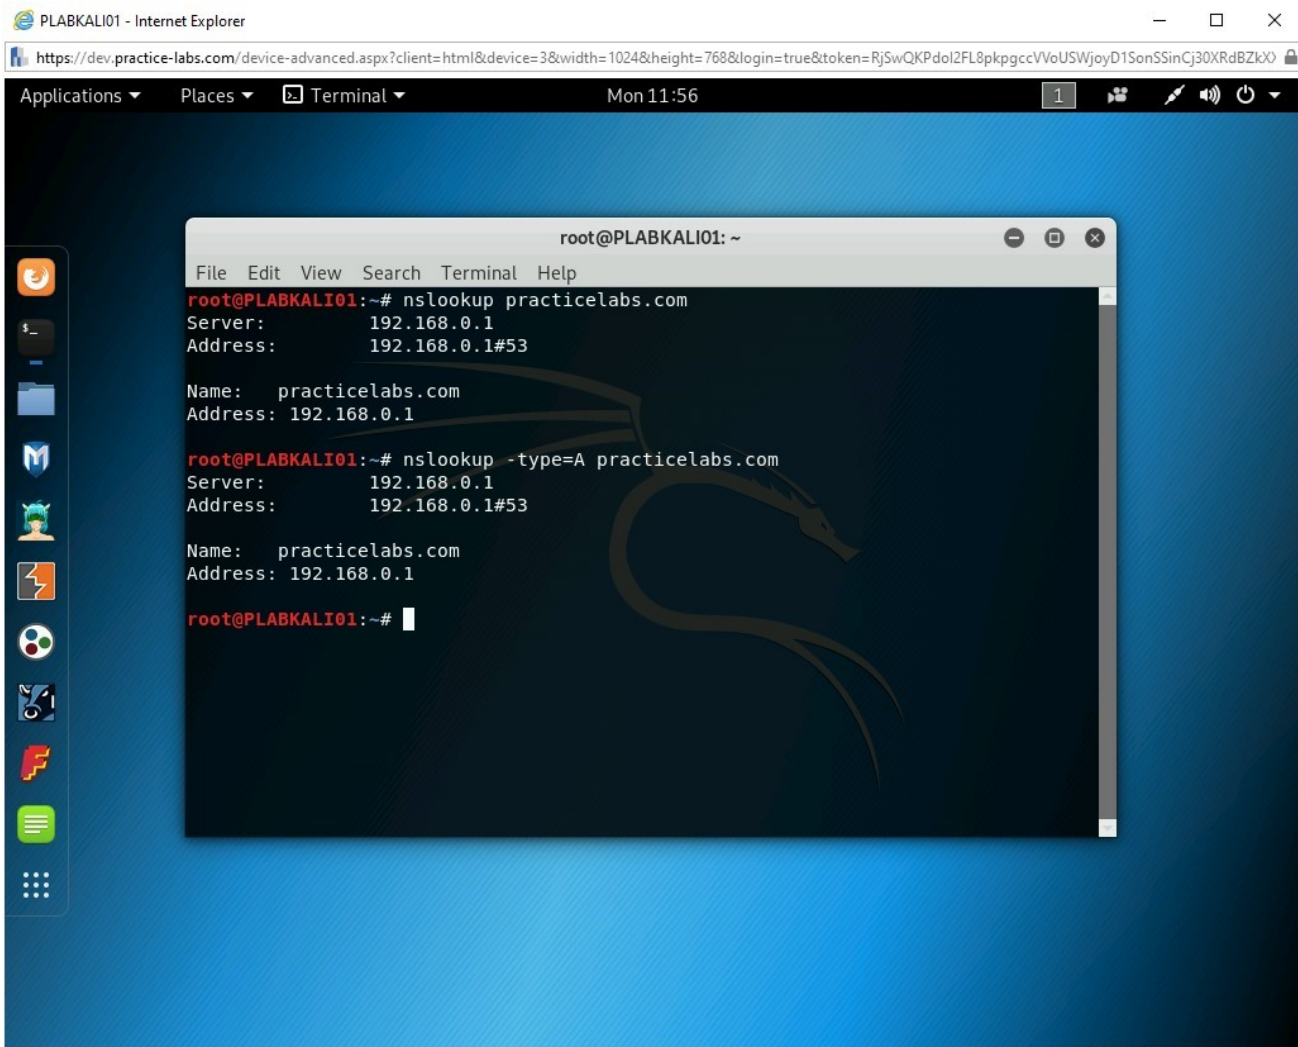 PLABKALI01 - Internet Explorer
https://dev.practice-labs.com/device-advanced.aspx?client=html&device=3&width=1024&height=768&login=true&token=RjSwQKPdoI2FL8pkpgccVVoUSWjoyD1SonSSinCj30XRdBZkX
Applications Places Terminal Mon 11:56 1
root@PLABKALI01: ~
File Edit View Search Terminal Help
root@PLABKALI01:~# nslookup practicelabs.com
Server: 192.168.0.1
Address: 192.168.0.1#53
Name: practicelabs.com
Address: 192.168.0.1
root@PLABKALI01:~# nslookup -type=A practicelabs.com
Server: 192.168.0.1
Address: 192.168.0.1#53
Name: practicelabs.com
Address: 192.168.0.1
root@PLABKALI01:~#